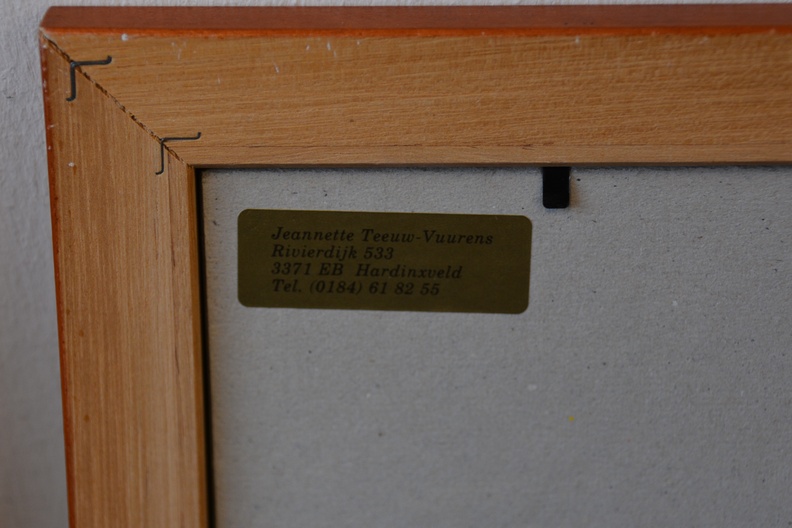 Jeannette Teeuw-Vuurens
Rivierdijk 533
3371 EB Hardinxveld
Tel. (0184) 61 82 55